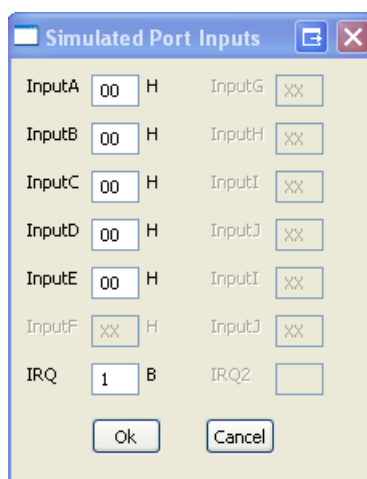 Simulated Port Inputs
InputA 00 H InputG XX
InputB 00 H InputH XX
InputC 00 H InputI XX
InputD 00 H InputJ XX
InputE 00 H InputI XX
InputF XX H InputJ XX
IRQ 1 B IRQ2
Ok Cancel